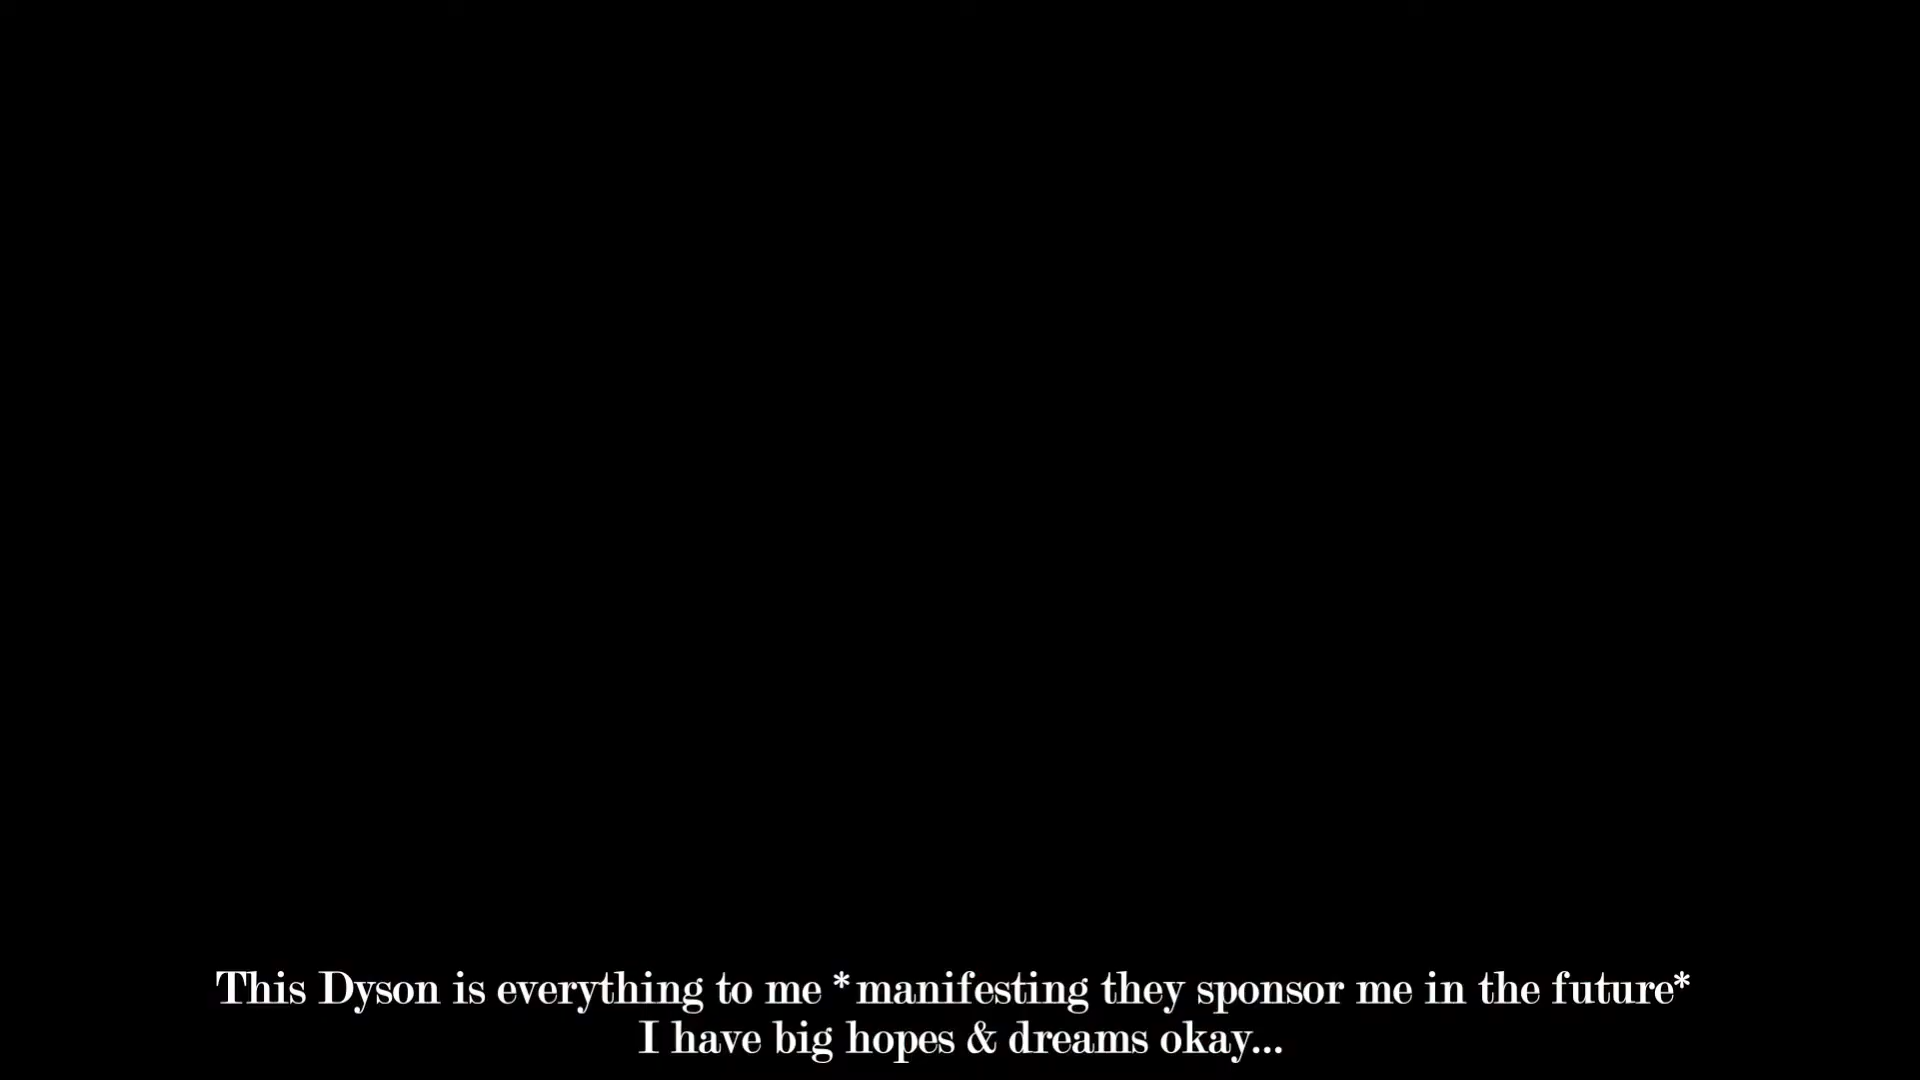 This Dyson is everything to me *manifesting they sponsor me in the future*
I have big hopes & dreams okay...